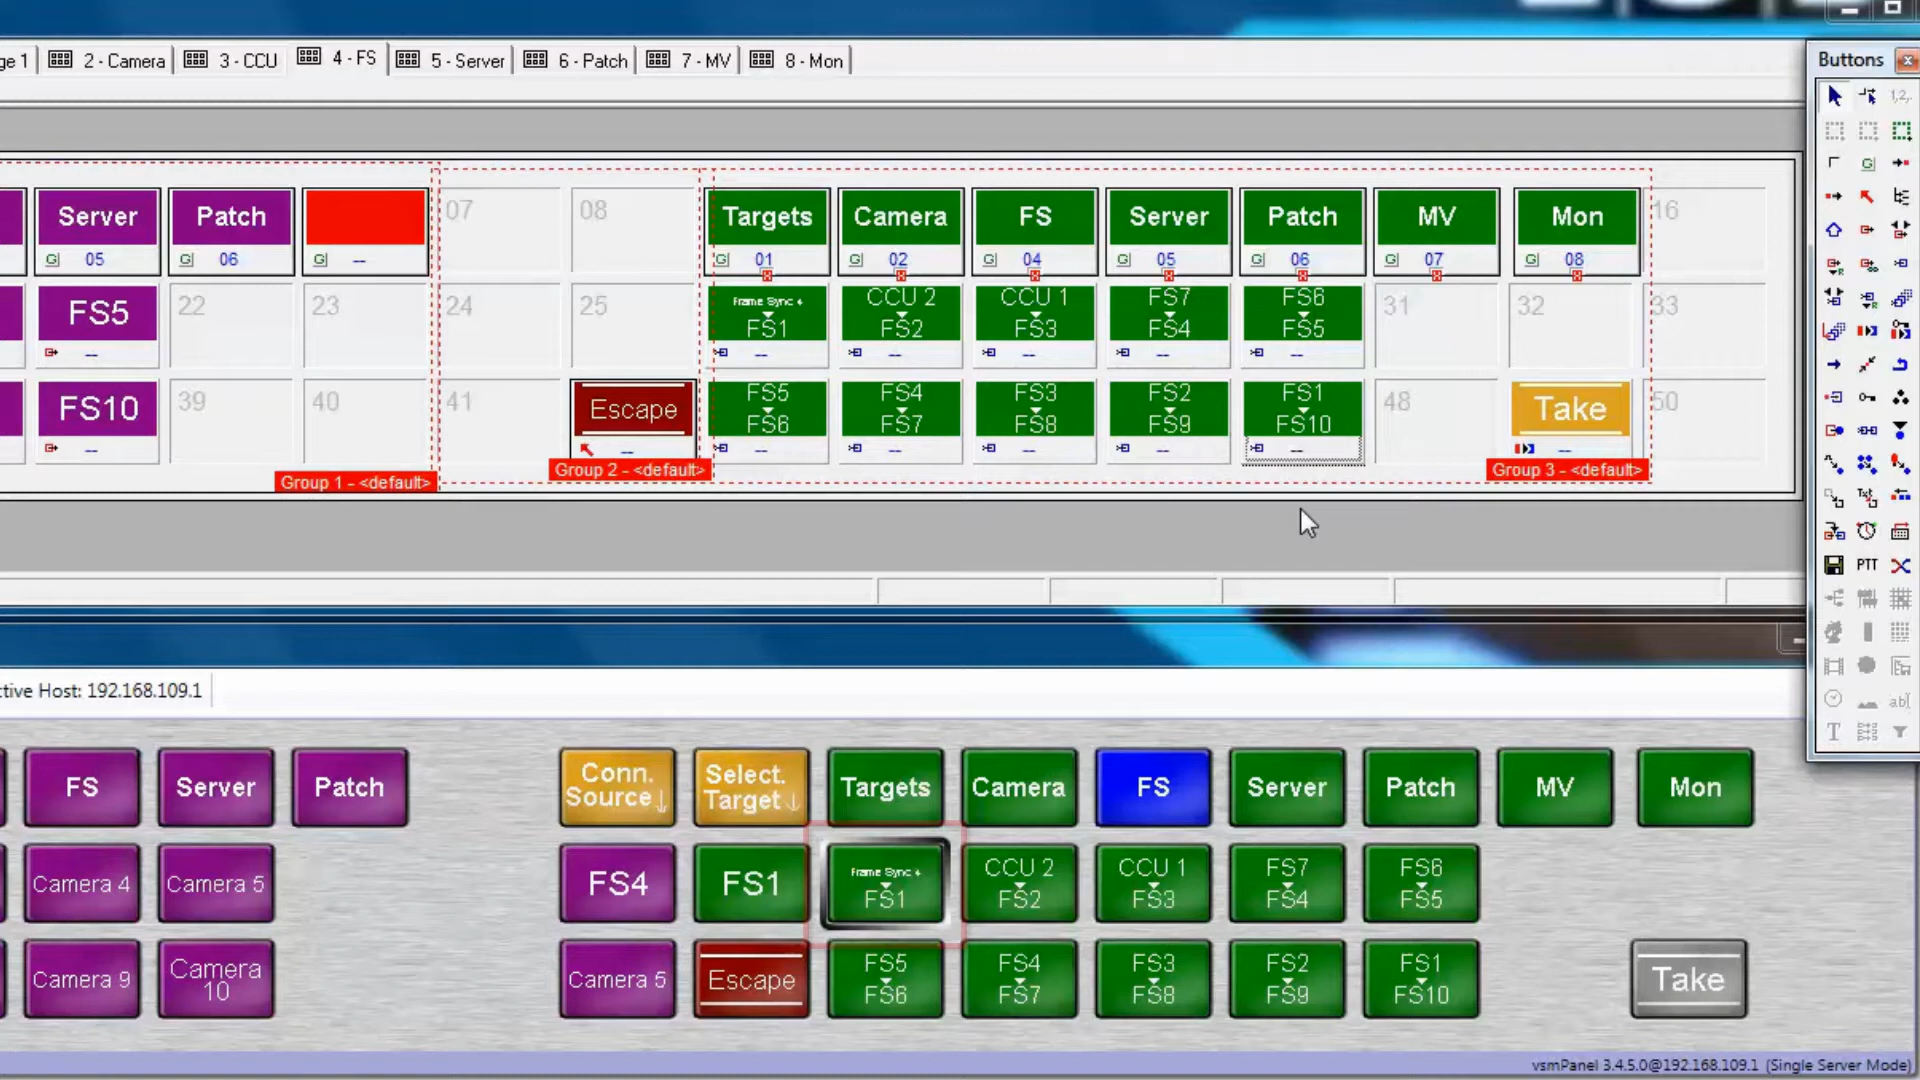 ge 1
2 - Camera
3 - CCU
4 - FS
5 - Server
6 - Patch
7 - MV
8 - Mon
Buttons
Server
Patch
07
08
Targets
Camera
FS
Server
Patch
MV
Mon
16
05
06
--
01
02
04
05
06
07
08
FS5
22
23
24
25
Frame Sync 4
FS1
CCU 2
FS2
CCU 1
FS3
FS7
FS4
FS6
FS5
31
32
33
--
--
--
--
--
--
FS10
39
40
41
Escape
FS5
FS6
FS4
FS7
FS3
FS8
FS2
FS9
FS1
FS10
48
Take
50
--
--
--
--
--
--
--
--
Group 1 - <default>
Group 2 - <default>
Group 3 - <default>
PTT
Txt
abl
T
ctive Host: 192.168.109.1
FS
Server
Patch
Conn.
Source↓
Select.
Target ↓
Targets
Camera
FS
Server
Patch
MV
Mon
Camera 4
Camera 5
FS4
FS1
Frame Sync 4
FS1
CCU 2
FS2
CCU 1
FS3
FS7
FS4
FS6
FS5
Camera 9
Camera
10
Camera 5
Escape
FS5
FS6
FS4
FS7
FS3
FS8
FS2
FS9
FS1
FS10
Take
vsmPanel 3.4.5.0@192.168.109.1 (Single Server Mode)